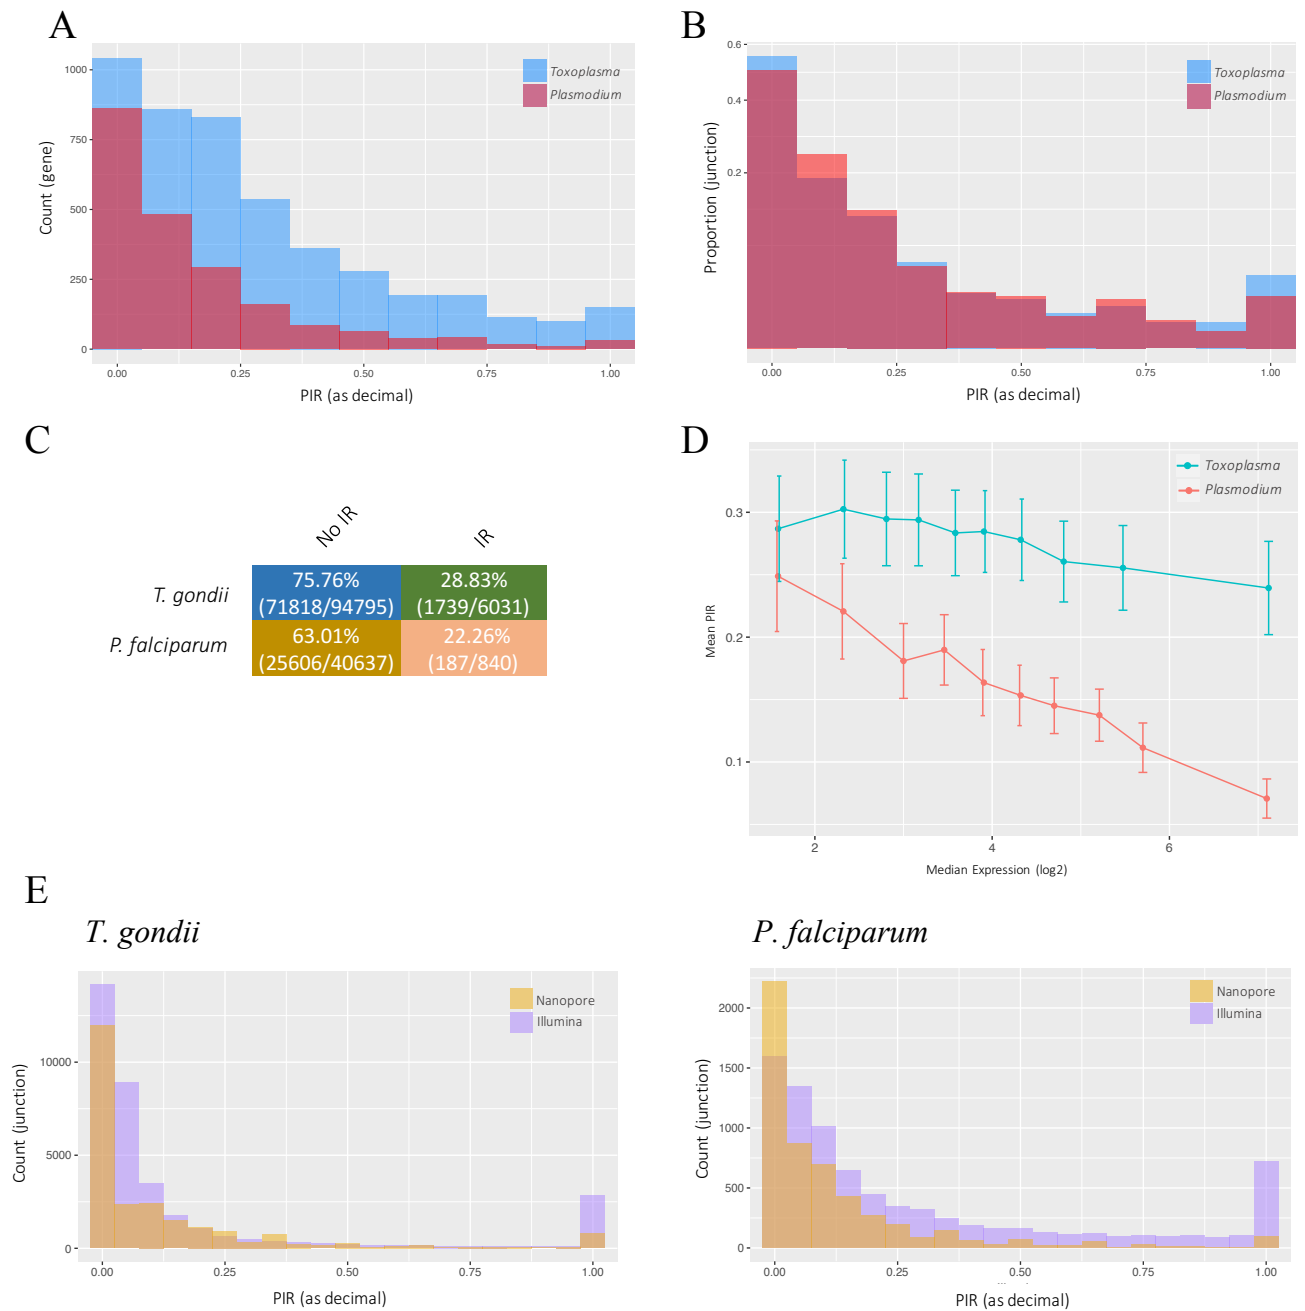 A
1000
750
500
250
0
Count (gene)
Toxoplasma
Plasmodium
0.00
0.25
0.50
0.75
1.00
PIR (as decimal)
B
0.6
0.4
0.2
Proportion (junction)
Toxoplasma
Plasmodium
0.00
0.25
0.50
0.75
1.00
PIR (as decimal)
C
No IR
IR
T. gondii
75.76%
(71818/94795)
28.83%
(1739/6031)
P. falciparum
63.01%
(25606/40637)
22.26%
(187/840)
D
0.3
0.2
0.1
Mean PIR
Toxoplasma
Plasmodium
2
4
6
Median Expression (log2)
E
T. gondii
10000
5000
0
Count (junction)
Nanopore
Illumina
0.00
0.25
0.50
0.75
1.00
PIR (as decimal)
P. falciparum
2000
1500
1000
500
0
Count (junction)
Nanopore
Illumina
0.00
0.25
0.50
0.75
1.00
PIR (as decimal)